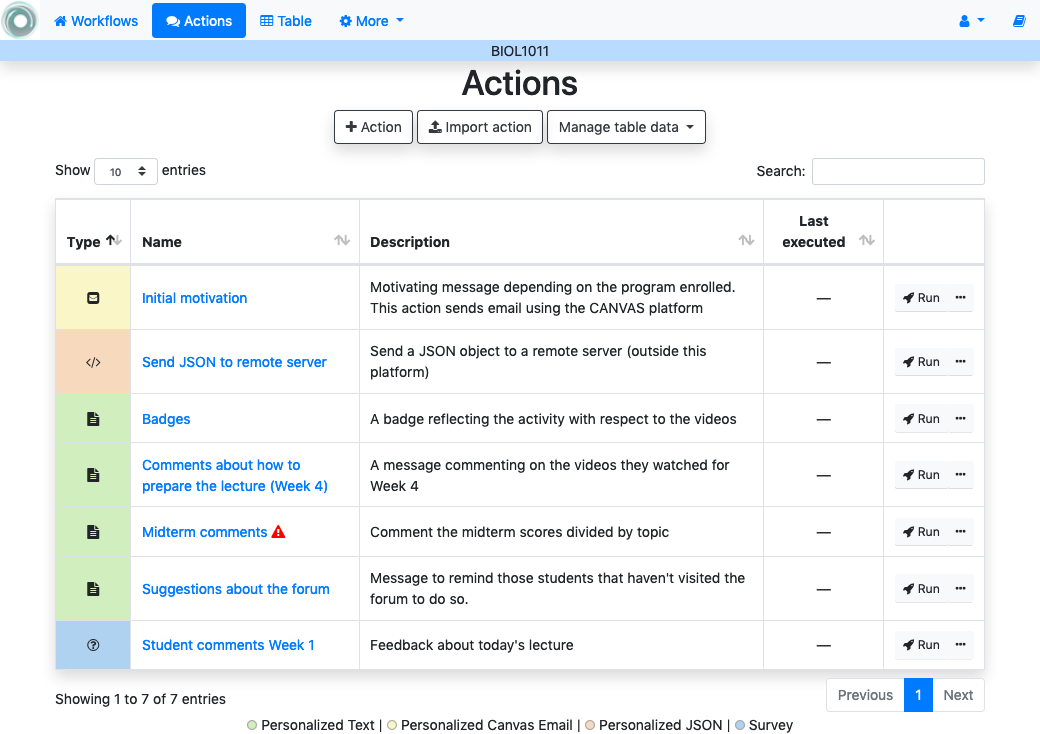 Workflows Actions Table More
BIOL1011
Actions
Action Import action Manage table data
Show 10 entries Search:
Type Name Description Last executed
Initial motivation
Motivating message depending on the program enrolled.
This action sends email using the CANVAS platform
— Run
Send JSON to remote server
Send a JSON object to a remote server (outside this
platform)
— Run
Badges
A badge reflecting the activity with respect to the videos
— Run
Comments about how to
prepare the lecture (Week 4)
A message commenting on the videos they watched for
Week 4
— Run
Midterm comments
Comment the midterm scores divided by topic
— Run
Suggestions about the forum
Message to remind those students that haven't visited the
forum to do so.
— Run
Student comments Week 1
Feedback about today's lecture
— Run
Showing 1 to 7 of 7 entries
Previous 1 Next
Personalized Text | Personalized Canvas Email | Personalized JSON | Survey